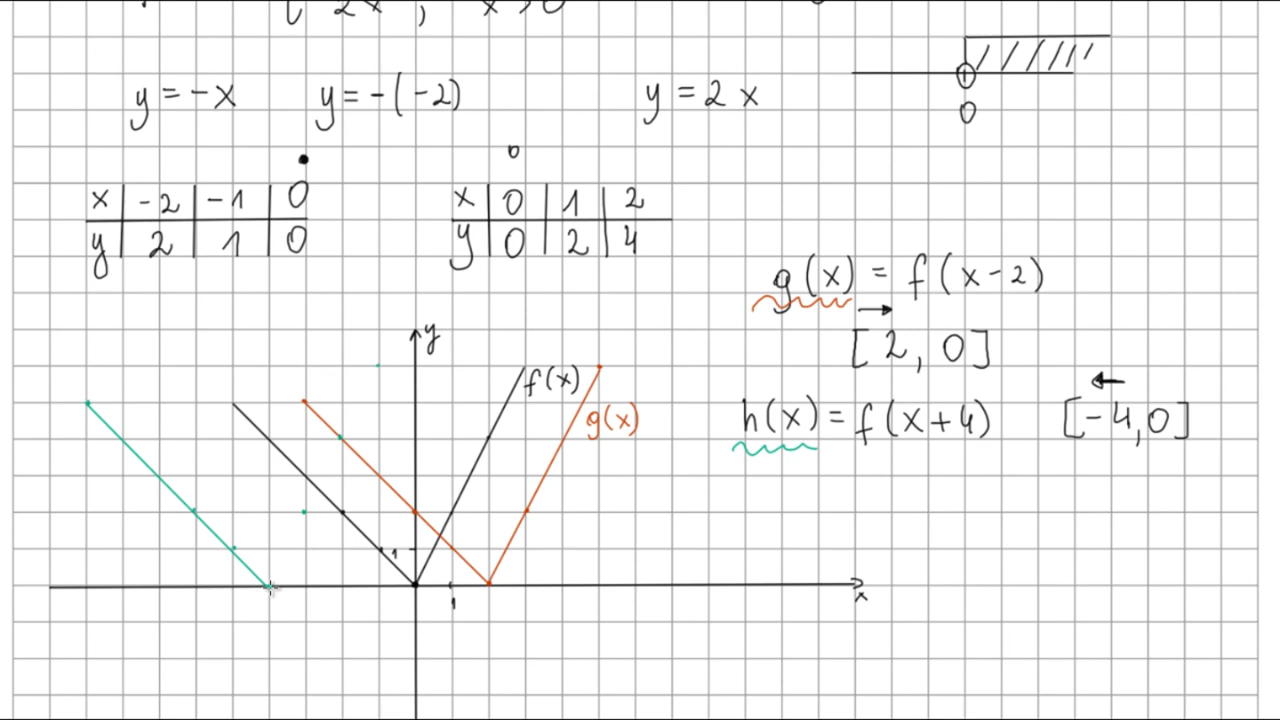 2x , x > 0
y = -x y = -(-2) y = 2x
0
x | -2 | -1 | 0
y | 2 | 1 | 0
x | 0 | 1 | 2
y | 0 | 2 | 4
g(x) = f(x-2)
[2, 0]
h(x) = f(x+4) [-4, 0]
y
f(x)
g(x)
1
1
x